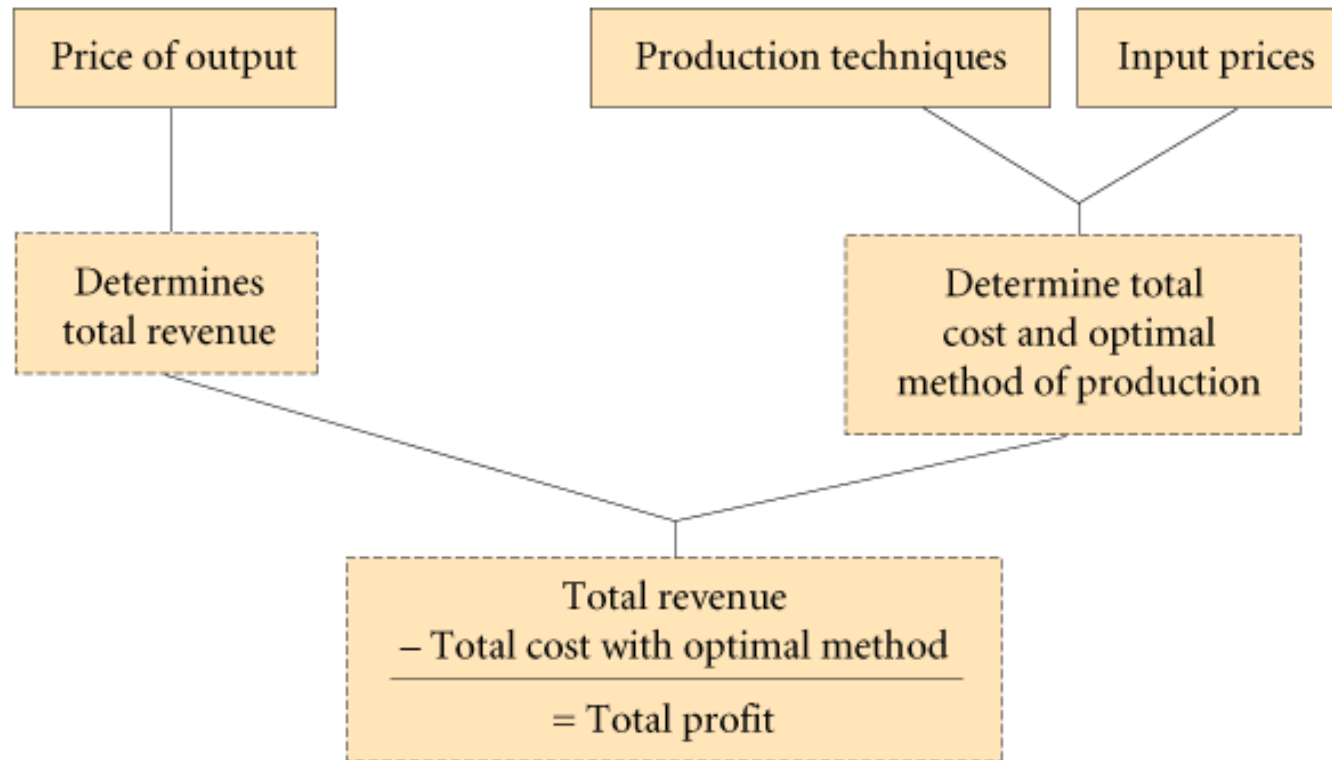 Price of output
Production techniques
Input prices
Determines
total revenue
Determine total
cost and optimal
method of production
Total revenue
– Total cost with optimal method
= Total profit